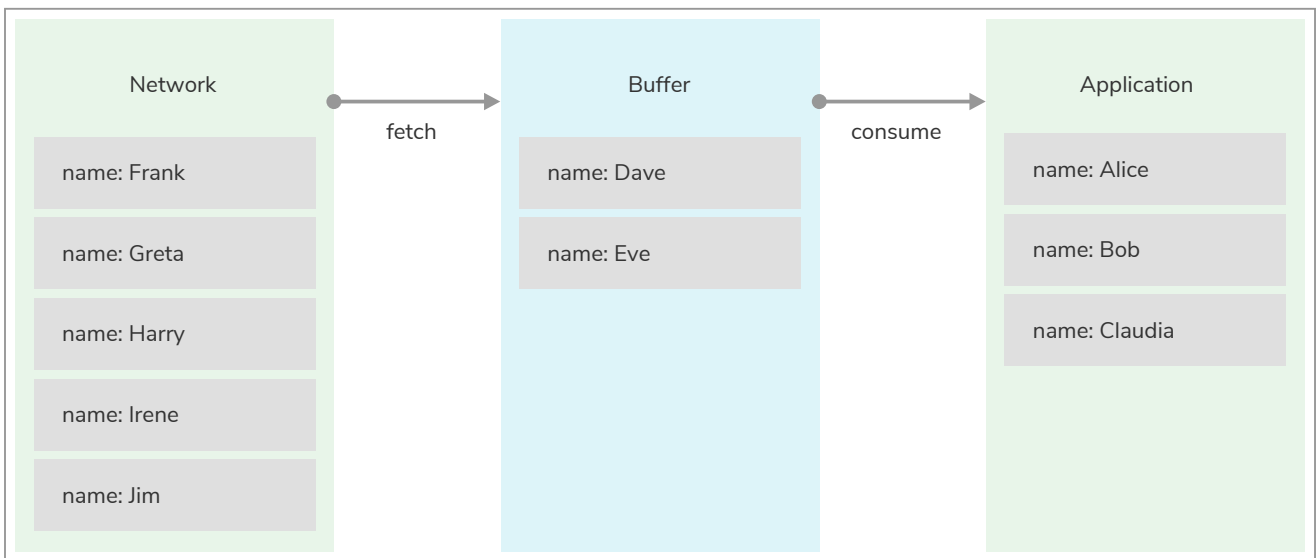 Network
fetch
Buffer
consume
Application
name: Frank
name: Greta
name: Harry
name: Irene
name: Jim
name: Dave
name: Eve
name: Alice
name: Bob
name: Claudia